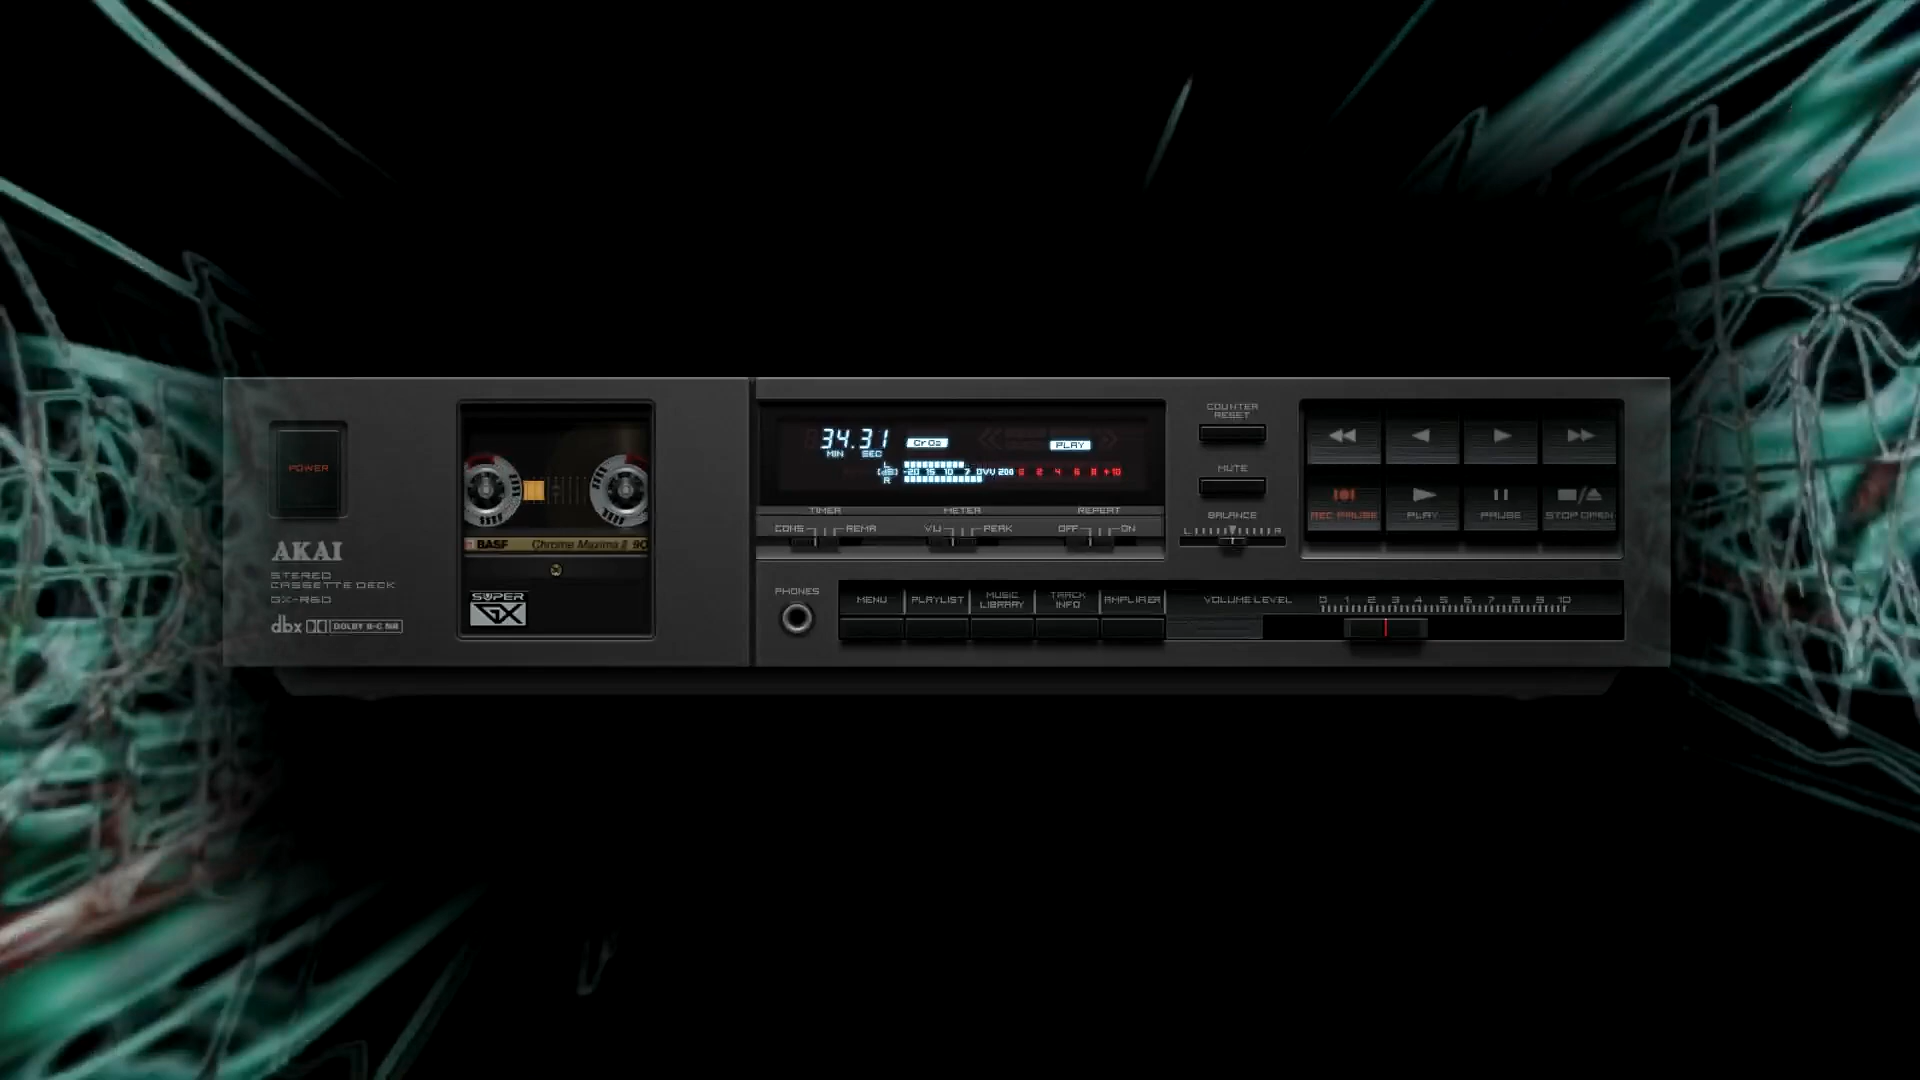 POWER
AKAI
STEREO
CASSETTE DECK
GX-R60
dbx DOLBY B-C NR
BASF Chrome Maxima II 90
SUPER
GX
34.31
MIN SEC
CrO2
PLAY
L
(dB) -20 15 10 7 0VU 200 0 2 4 6 8 +10
R
TIMER METER REPEAT
CONS REMA VU PEAK OFF ON
COUNTER
RESET
MUTE
BALANCE
L R
REC PAUSE PLAY PAUSE STOP OPEN
PHONES
MENU PLAYLIST MUSIC
LIBRARY TRACK
INFO AMPLIFIER
VOLUME LEVEL 0 1 2 3 4 5 6 7 8 9 10